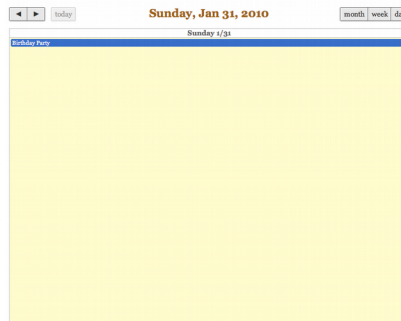 today
Sunday, Jan 31, 2010
month week da
Sunday 1/31
Birthday Party